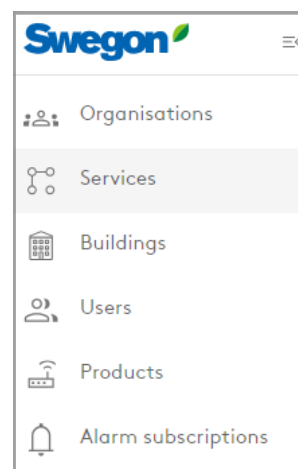 Swegon
Organisations
Services
Buildings
Users
Products
Alarm subscriptions